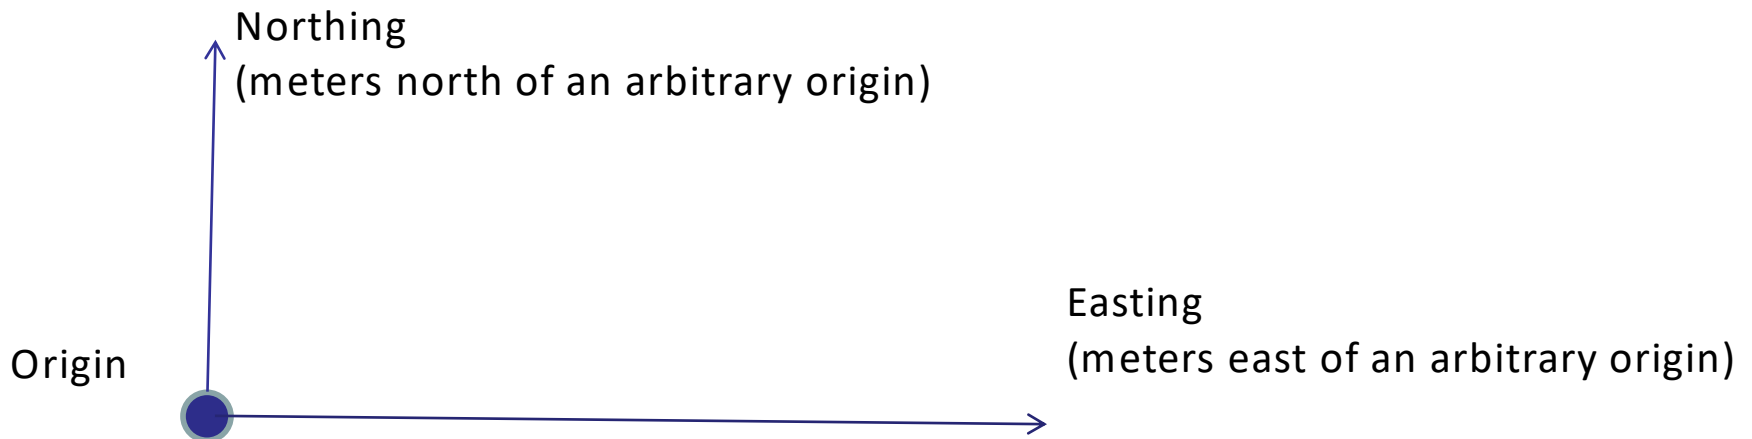 Northing
(meters north of an arbitrary origin)
Easting
(meters east of an arbitrary origin)
Origin